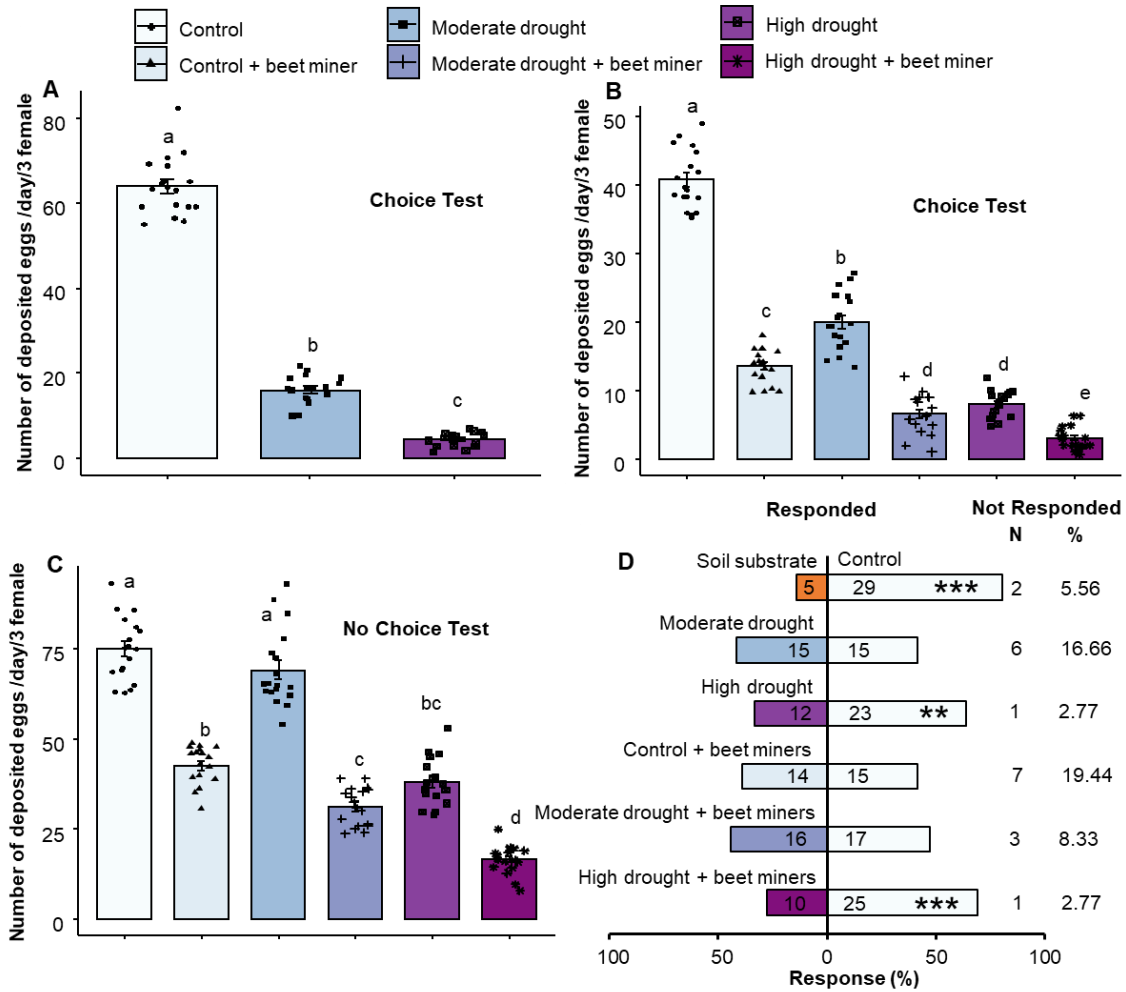 Control
Moderate drought
High drought
Control + beet miner
Moderate drought + beet miner
High drought + beet miner
A
Number of deposited eggs /day/3 female
80
60
40
20
0
a
b
c
Choice Test
B
Number of deposited eggs /day/3 female
50
40
30
20
10
0
a
c
b
d
d
e
Choice Test
C
Number of deposited eggs /day/3 female
75
50
25
0
a
b
a
c
bc
d
No Choice Test
Responded
Not Responded
N
%
D
Soil substrate
Control
5
29
***
2
5.56
Moderate drought
15
15
6
16.66
High drought
12
23
**
1
2.77
Control + beet miners
14
15
7
19.44
Moderate drought + beet miners
16
17
3
8.33
High drought + beet miners
10
25
***
1
2.77
100
50
0
50
100
Response (%)